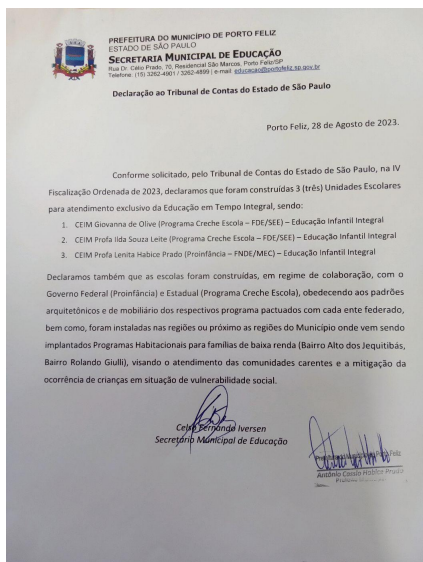 PREFEITURA DO MUNICÍPIO DE PORTO FELIZ
ESTADO DE SÃO PAULO
SECRETARIA MUNICIPAL DE EDUCAÇÃO
Rua Dr. Célio Prado, 70, Residencial São Marcos, Porto Feliz/SP
Telefone: (15) 3262-4901 / 3262-4899 | e-mail: educacao@portofeliz.sp.gov.br
Declaração ao Tribunal de Contas do Estado de São Paulo
Porto Feliz, 28 de Agosto de 2023.
Conforme solicitado, pelo Tribunal de Contas do Estado de São Paulo, na IV
Fiscalização Ordenada de 2023, declaramos que foram construídas 3 (três) Unidades Escolares
para atendimento exclusivo da Educação em Tempo Integral, sendo:
1. CEIM Giovanna de Olive (Programa Creche Escola – FDE/SEE) – Educação Infantil Integral
2. CEIM Profa Ilda Souza Leite (Programa Creche Escola – FDE/SEE) – Educação Infantil Integral
3. CEIM Profa Lenita Habice Prado (Proinfância – FNDE/MEC) – Educação Infantil Integral
Declaramos também que as escolas foram construídas, em regime de colaboração, com o
Governo Federal (Proinfância) e Estadual (Programa Creche Escola), obedecendo aos padrões
arquitetônicos e de mobiliário dos respectivos programa pactuados com cada ente federado,
bem como, foram instaladas nas regiões ou próximo as regiões do Município onde vem sendo
implantados Programas Habitacionais para famílias de baixa renda (Bairro Alto dos Jequitibás,
Bairro Rolando Giulli), visando o atendimento das comunidades carentes e a mitigação da
ocorrência de crianças em situação de vulnerabilidade social.
Celso Fernando Iversen
Secretário Municipal de Educação
Porto Feliz
Antônio Cássio Habice Prado